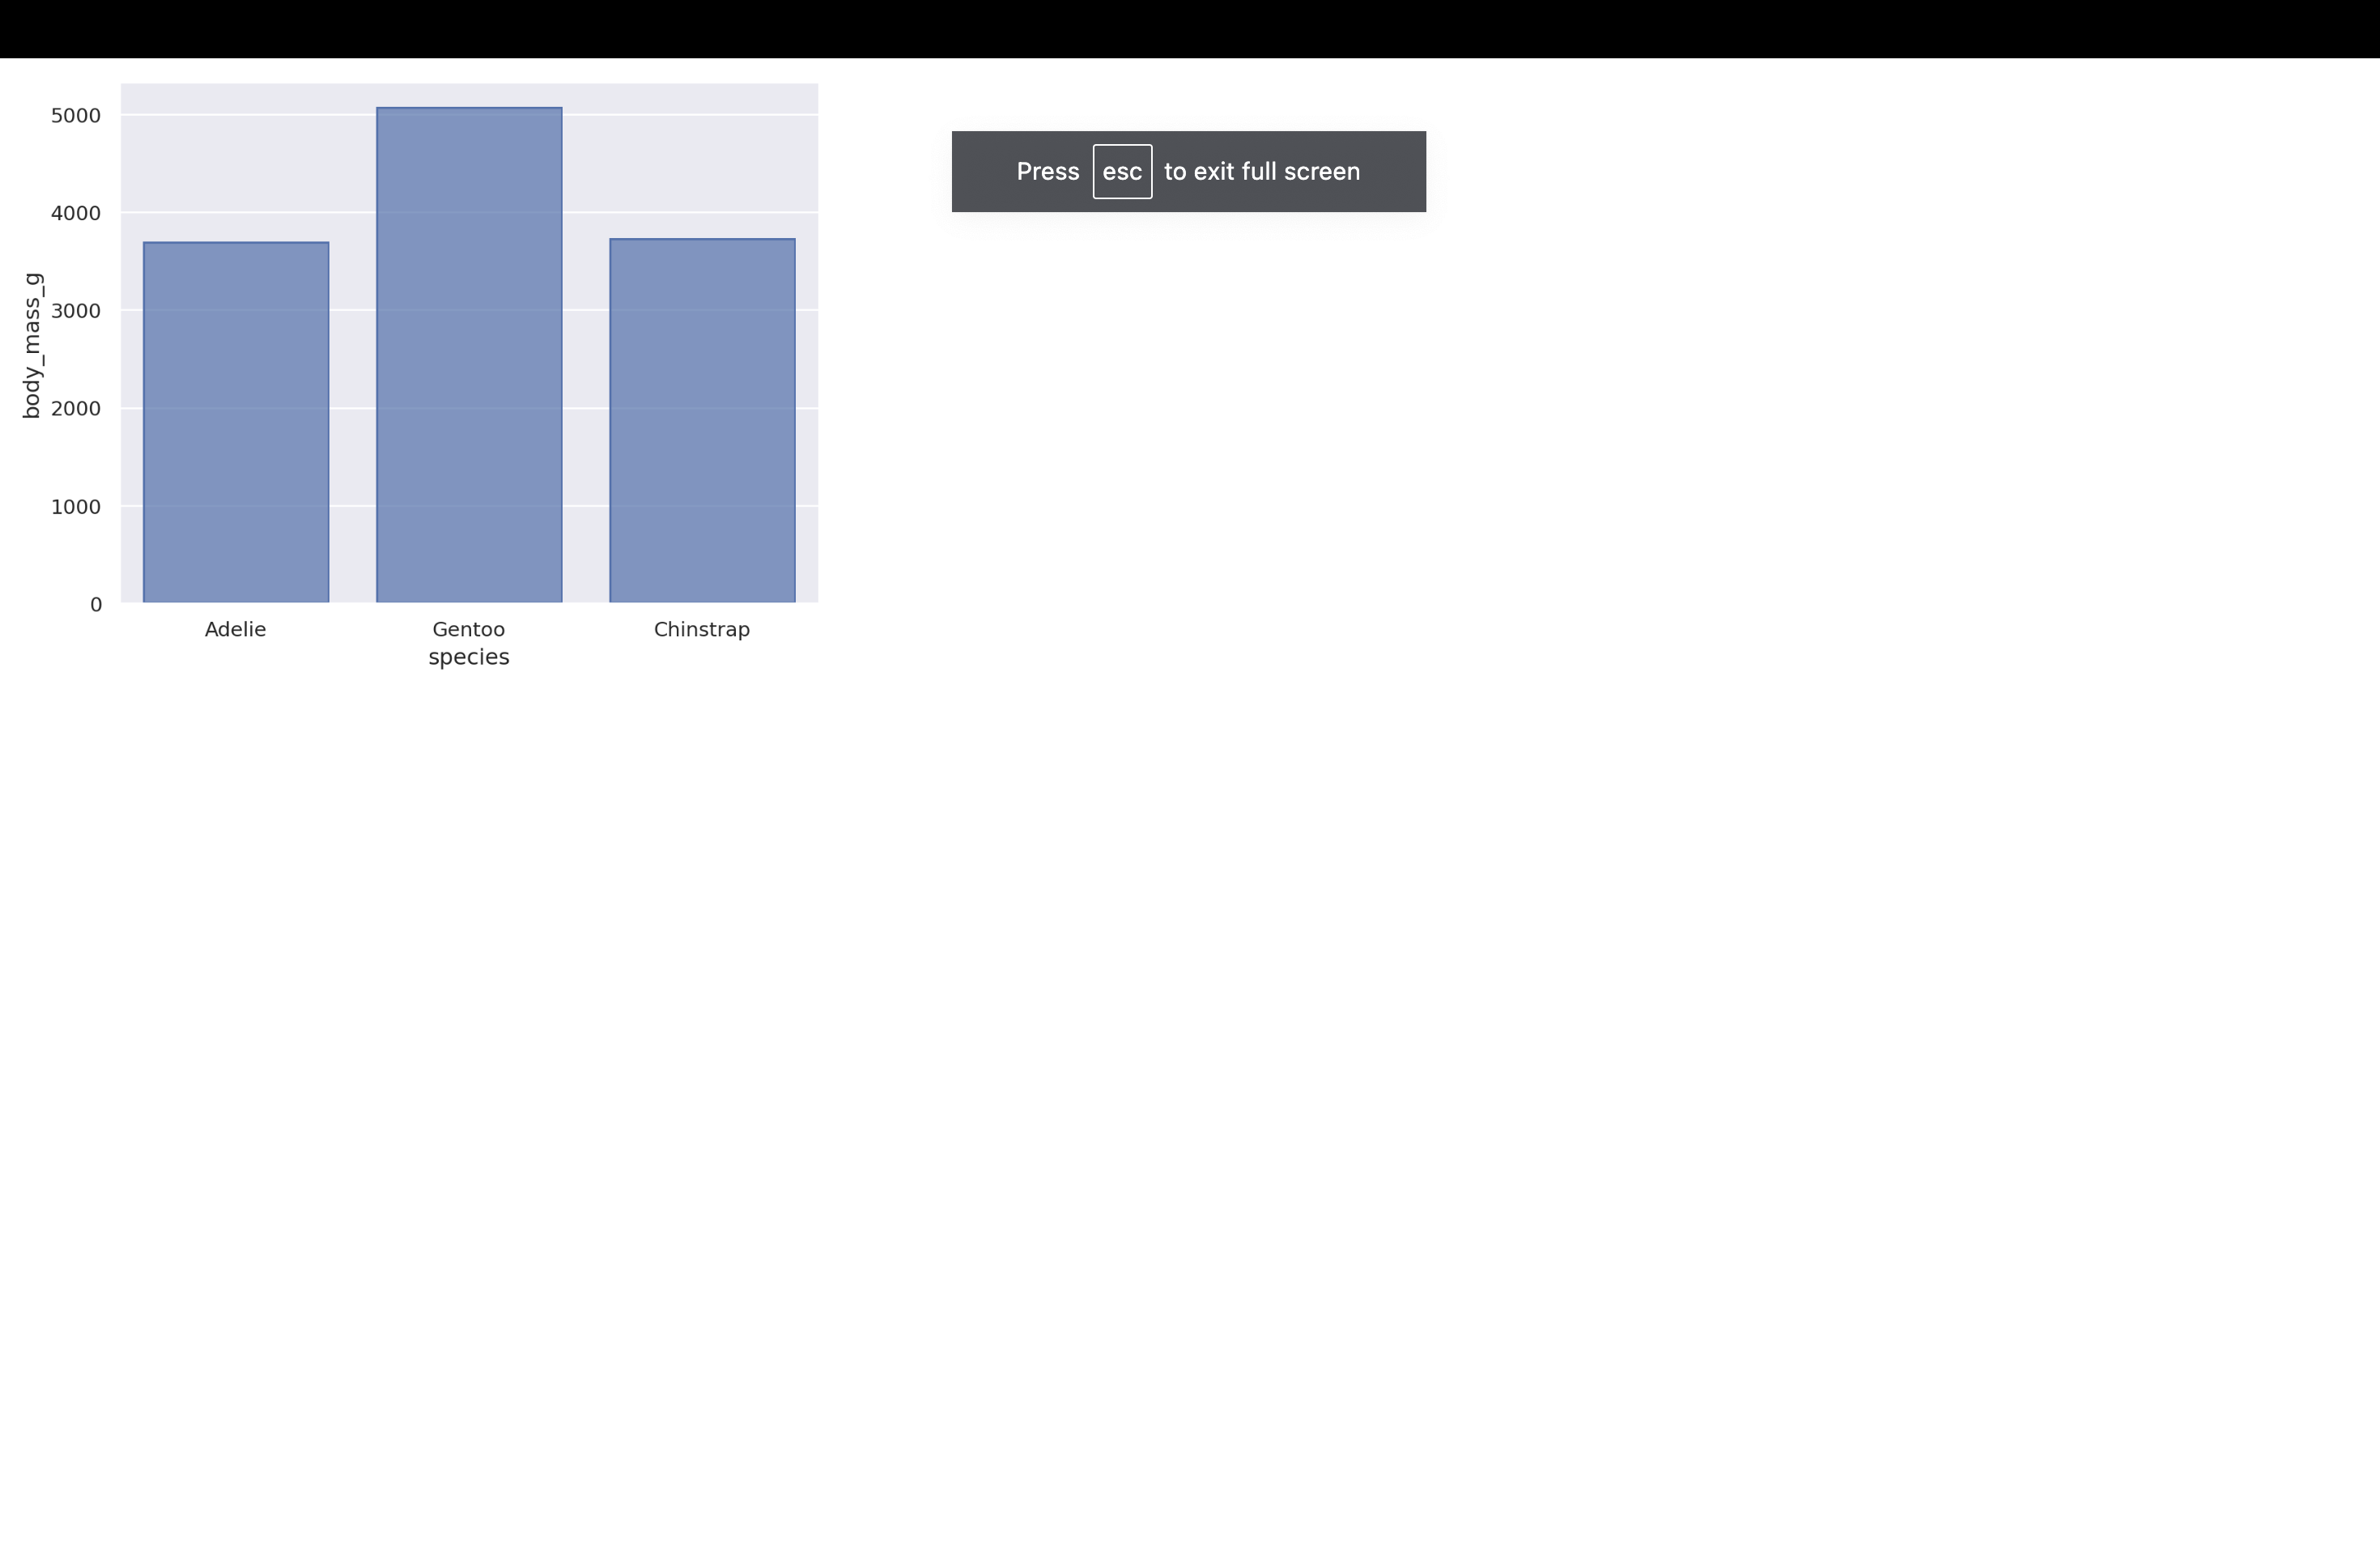 5000
4000
3000
2000
1000
0
body_mass_g
Adelie
Gentoo
Chinstrap
species
Press esc to exit full screen